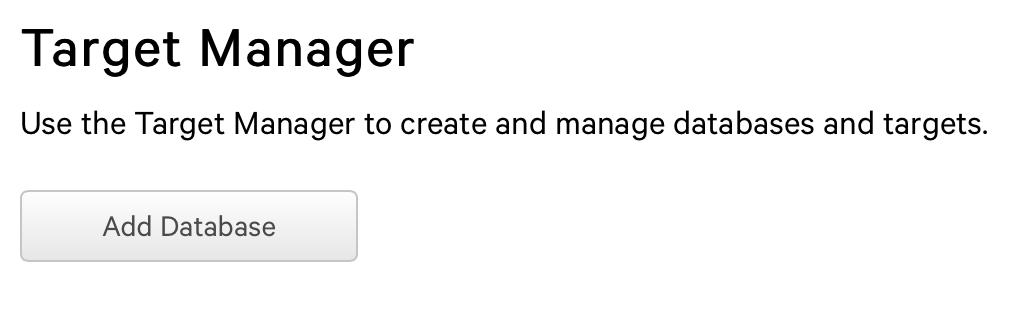 Target Manager
Use the Target Manager to create and manage databases and targets.
Add Database